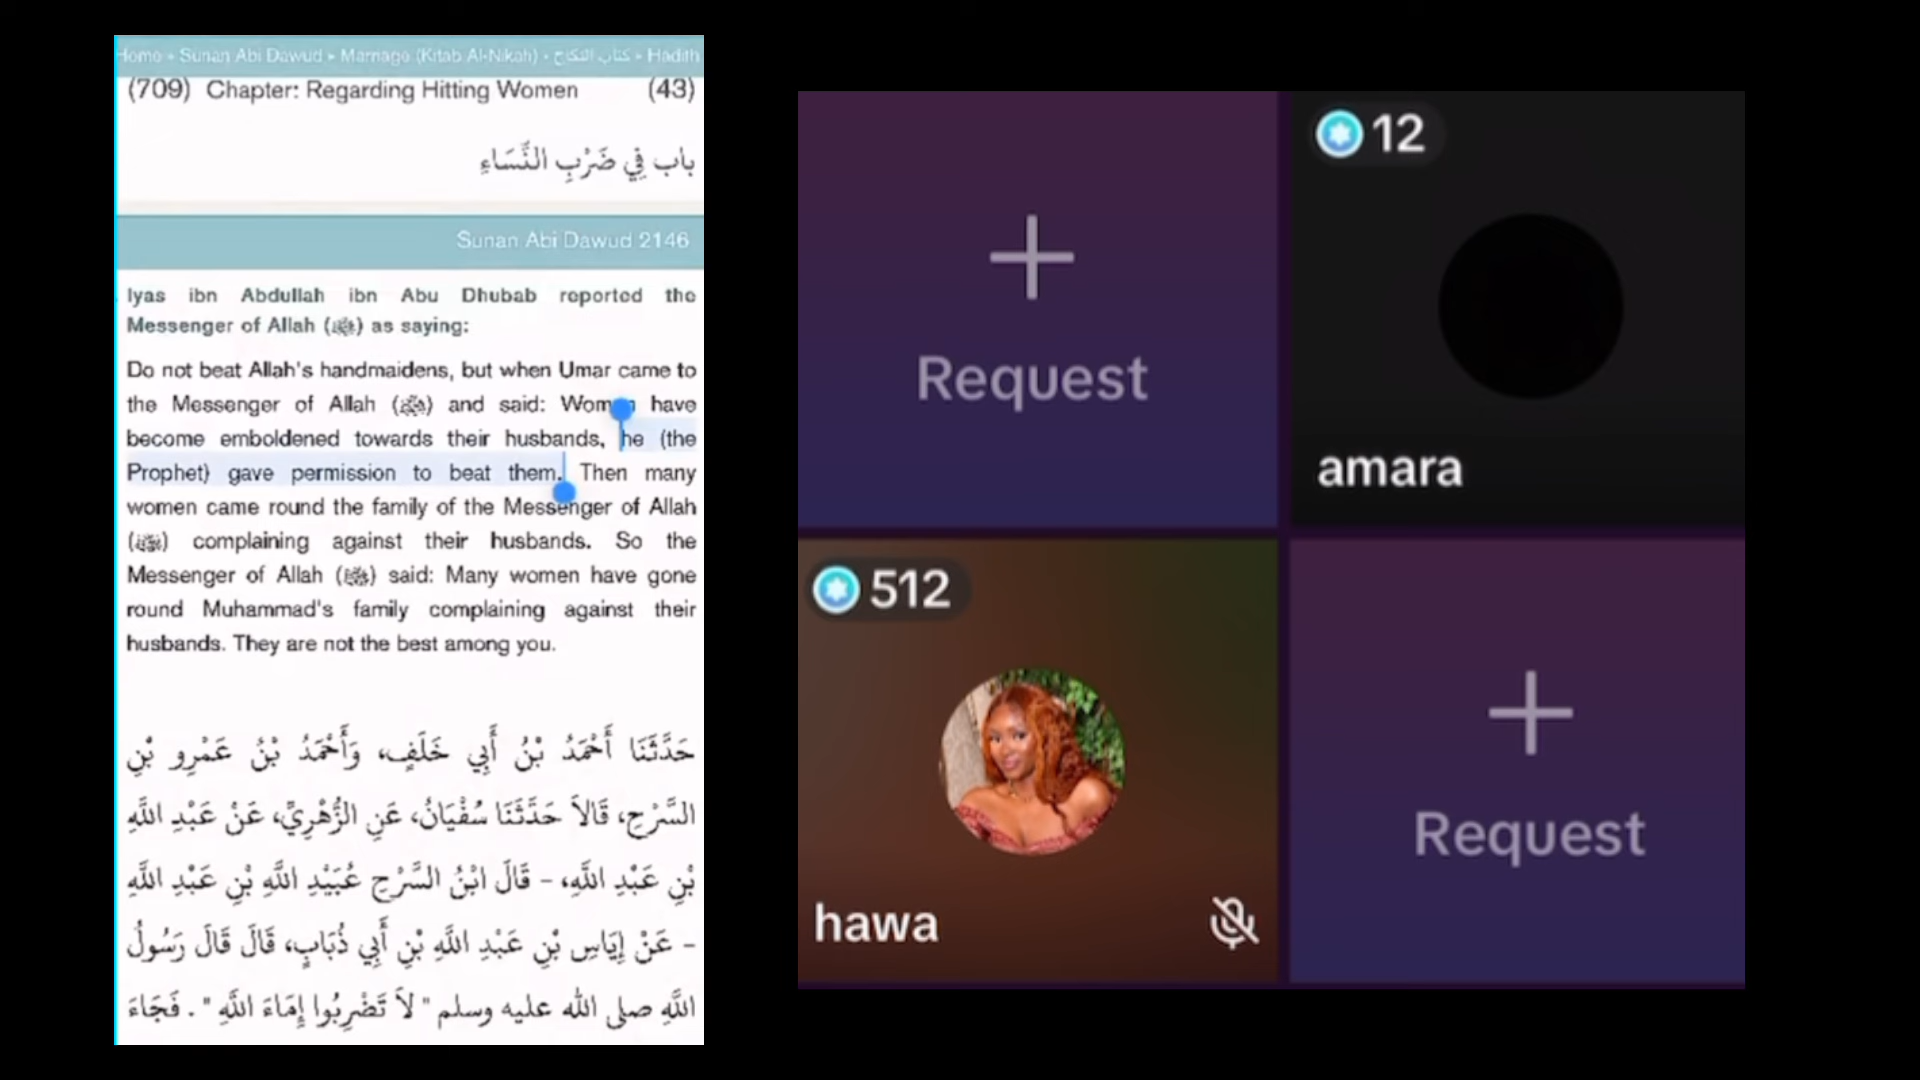 Home » Sunan Abi Dawud » Marriage (Kitab Al-Nikah) - كتاب النكاح » Hadith
(709) Chapter: Regarding Hitting Women (43)
باب فِي ضَرْبِ النِّسَاءِ
Sunan Abi Dawud 2146
Iyas ibn Abdullah ibn Abu Dhubab reported the
Messenger of Allah (ﷺ) as saying:
Do not beat Allah's handmaidens, but when Umar came to
the Messenger of Allah (ﷺ) and said: Women have
become emboldened towards their husbands, he (the
Prophet) gave permission to beat them. Then many
women came round the family of the Messenger of Allah
(ﷺ) complaining against their husbands. So the
Messenger of Allah (ﷺ) said: Many women have gone
round Muhammad's family complaining against their
husbands. They are not the best among you.
حَدَّثَنَا أَحْمَدُ بْنُ أَبِي خَلَفٍ، وَأَحْمَدُ بْنُ عَمْرِو بْنِ
السَّرْحِ، قَالاَ حَدَّثَنَا سُفْيَانُ، عَنِ الزُّهْرِيِّ، عَنْ عَبْدِ اللَّهِ
بْنِ عَبْدِ اللَّهِ، - قَالَ ابْنُ السَّرْحِ عُبَيْدِ اللَّهِ بْنِ عَبْدِ اللَّهِ
- عَنْ إِيَاسِ بْنِ عَبْدِ اللَّهِ بْنِ أَبِي ذُبَابٍ، قَالَ قَالَ رَسُولُ
اللَّهِ صلى الله عليه وسلم " لاَ تَضْرِبُوا إِمَاءَ اللَّهِ " . فَجَاءَ
Request
12
amara
512
hawa
Request